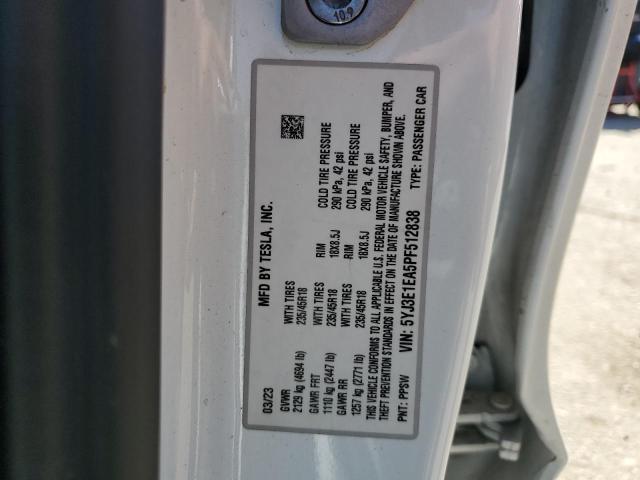 10.9
MFD BY TESLA, INC.
03/23
GVWR WITH TIRES RIM COLD TIRE PRESSURE
2129 kg (4694 lb) 235/45R18 18X8.5J 290 kPa, 42 psi
GAWR FRT WITH TIRES RIM COLD TIRE PRESSURE
1110 kg (2447 lb) 235/45R18 18X8.5J 290 kPa, 42 psi
GAWR RR
1257 kg (2771 lb) 235/45R18
THIS VEHICLE CONFORMS TO ALL APPLICABLE U.S. FEDERAL MOTOR VEHICLE SAFETY, BUMPER, AND
THEFT PREVENTION STANDARDS IN EFFECT ON THE DATE OF MANUFACTURE SHOWN ABOVE.
VIN: 5YJ3E1EA5PF512838
PNT: PPSW TYPE: PASSENGER CAR